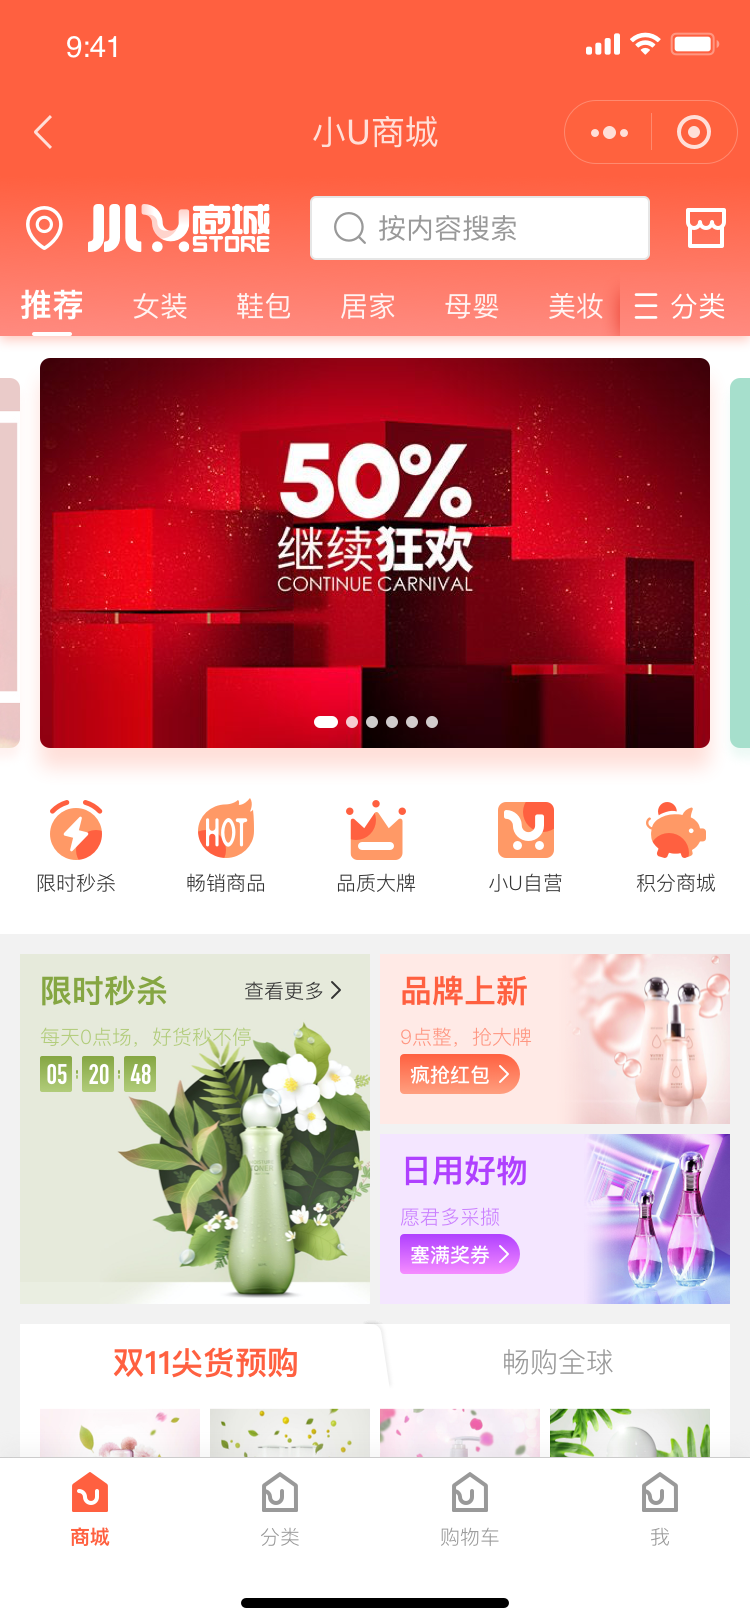 9:41
小U商城
小U商城
STORE
按内容搜索
推荐 女装 鞋包 居家 母婴 美妆 分类
50%
继续狂欢
CONTINUE CARNIVAL
HOT
限时秒杀 畅销商品 品质大牌 小U自营 积分商城
限时秒杀 查看更多
每天0点场，好货秒不停
05:20:48
TONER
品牌上新
9点整，抢大牌
疯抢红包
日用好物
愿君多采撷
塞满奖券
双11尖货预购 畅购全球
商城 分类 购物车 我